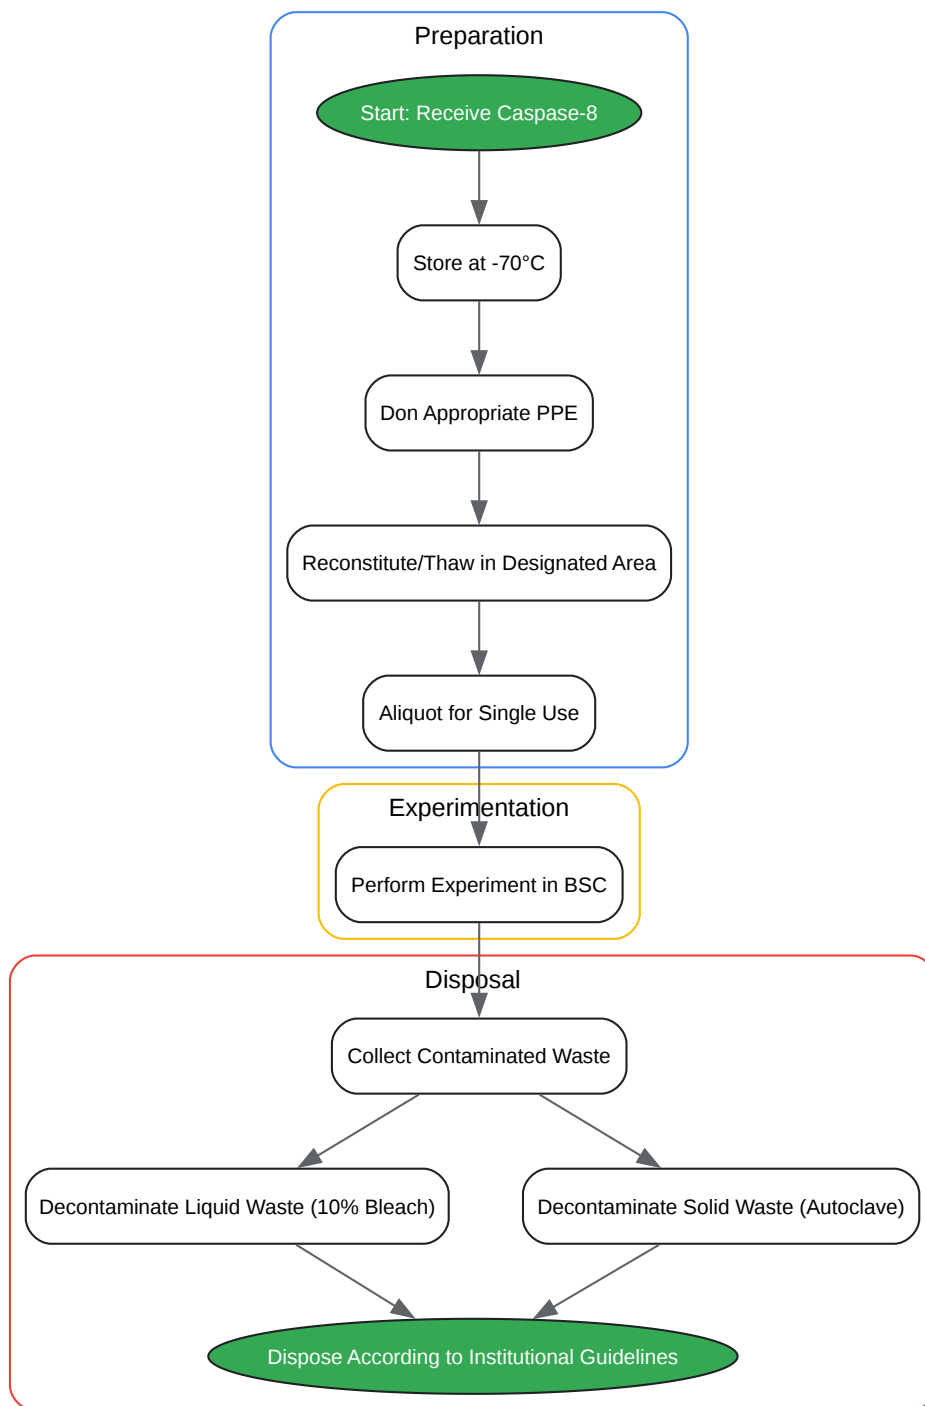 Preparation
Start: Receive Caspase-8
Store at -70°C
Don Appropriate PPE
Reconstitute/Thaw in Designated Area
Aliquot for Single Use
Experimentation
Perform Experiment in BSC
Disposal
Collect Contaminated Waste
Decontaminate Liquid Waste (10% Bleach)
Decontaminate Solid Waste (Autoclave)
Dispose According to Institutional Guidelines